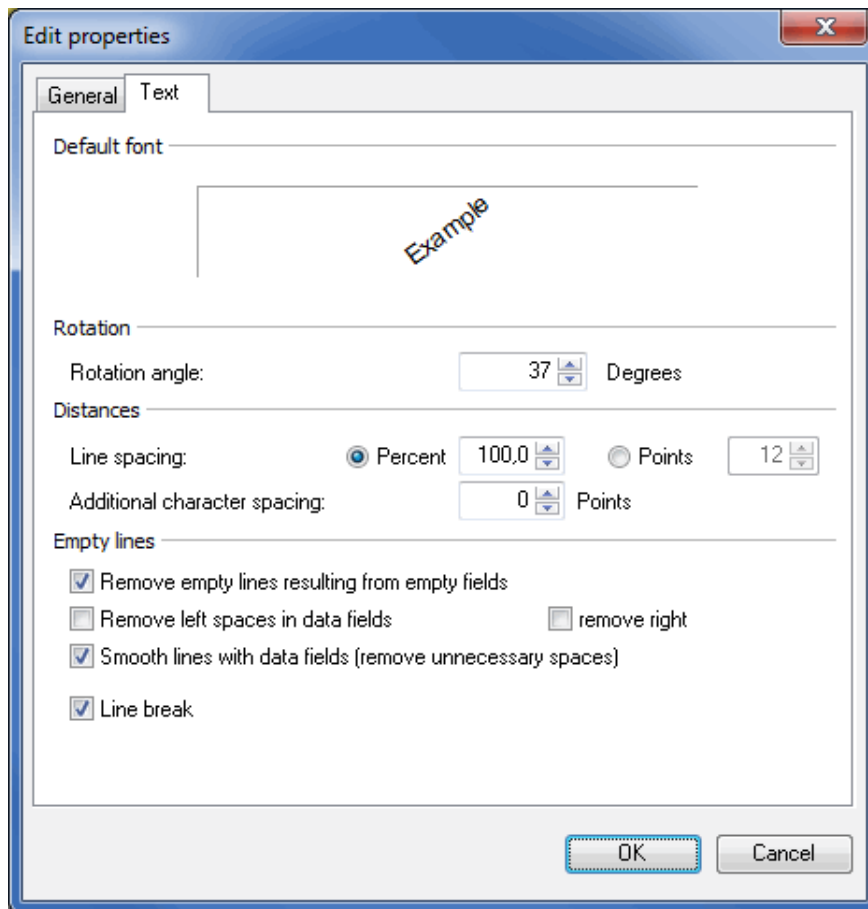 Edit properties
General Text
Default font
Example
Rotation
Rotation angle: 37 Degrees
Distances
Line spacing: Percent 100,0 Points 12
Additional character spacing: 0 Points
Empty lines
Remove empty lines resulting from empty fields
Remove left spaces in data fields remove right
Smooth lines with data fields (remove unnecessary spaces)
Line break
OK Cancel